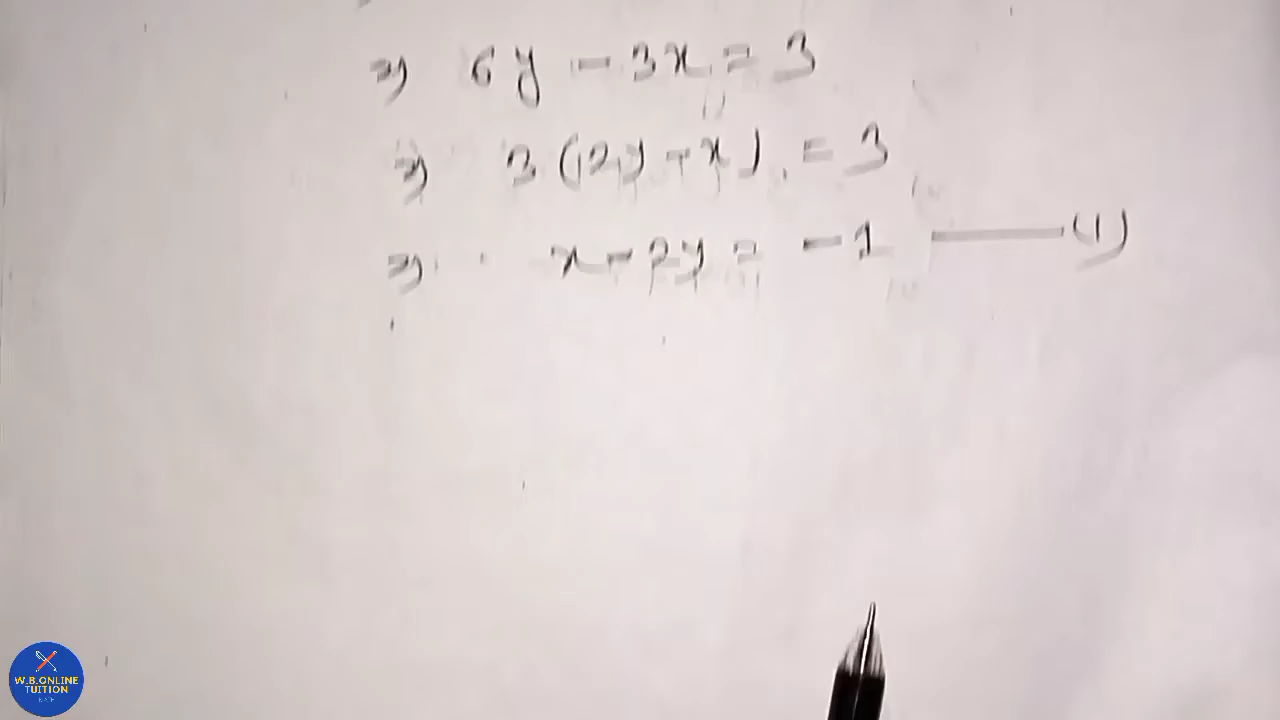 ⇒ 6y - 3x = 3
⇒ 3(2y - x) = 3
⇒ x - 2y = -1 —— (1)
W.B.ONLINE
TUITION